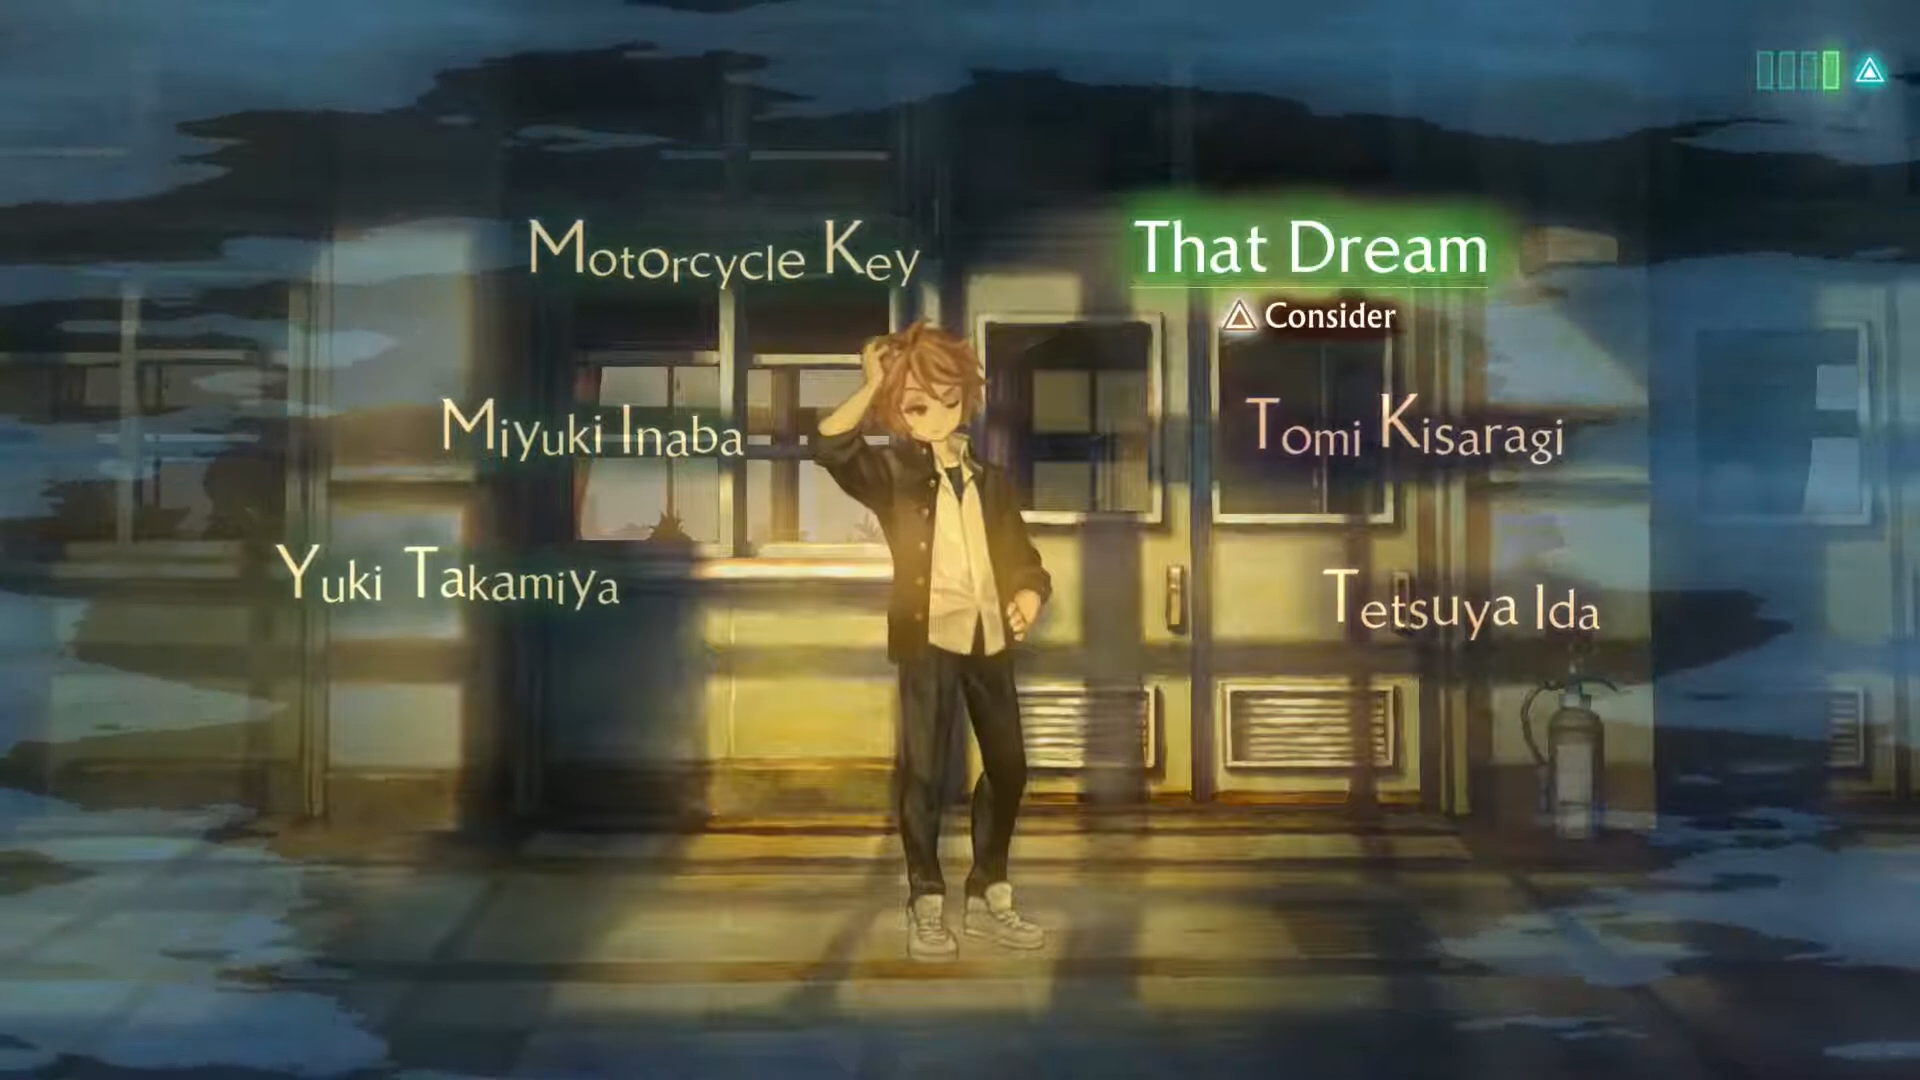 Motorcycle Key
That Dream
Consider
Miyuki Inaba
Tomi Kisaragi
Yuki Takamiya
Tetsuya Ida